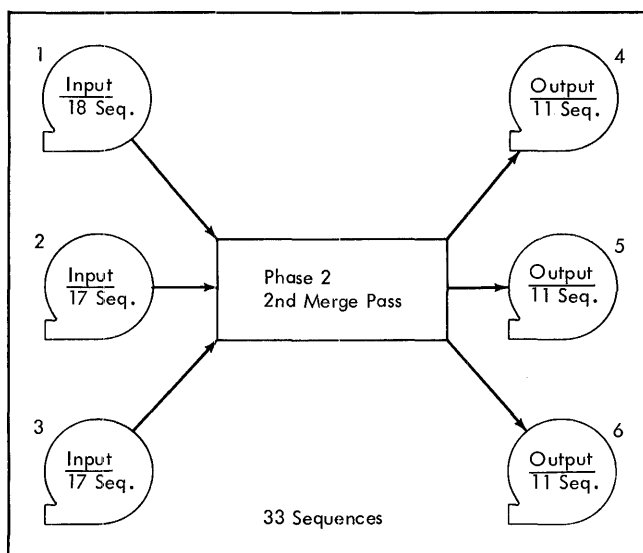 1
Input
18 Seq.
4
Output
11 Seq.
2
Input
17 Seq.
Phase 2
2nd Merge Pass
5
Output
11 Seq.
3
Input
17 Seq.
6
Output
11 Seq.
33 Sequences